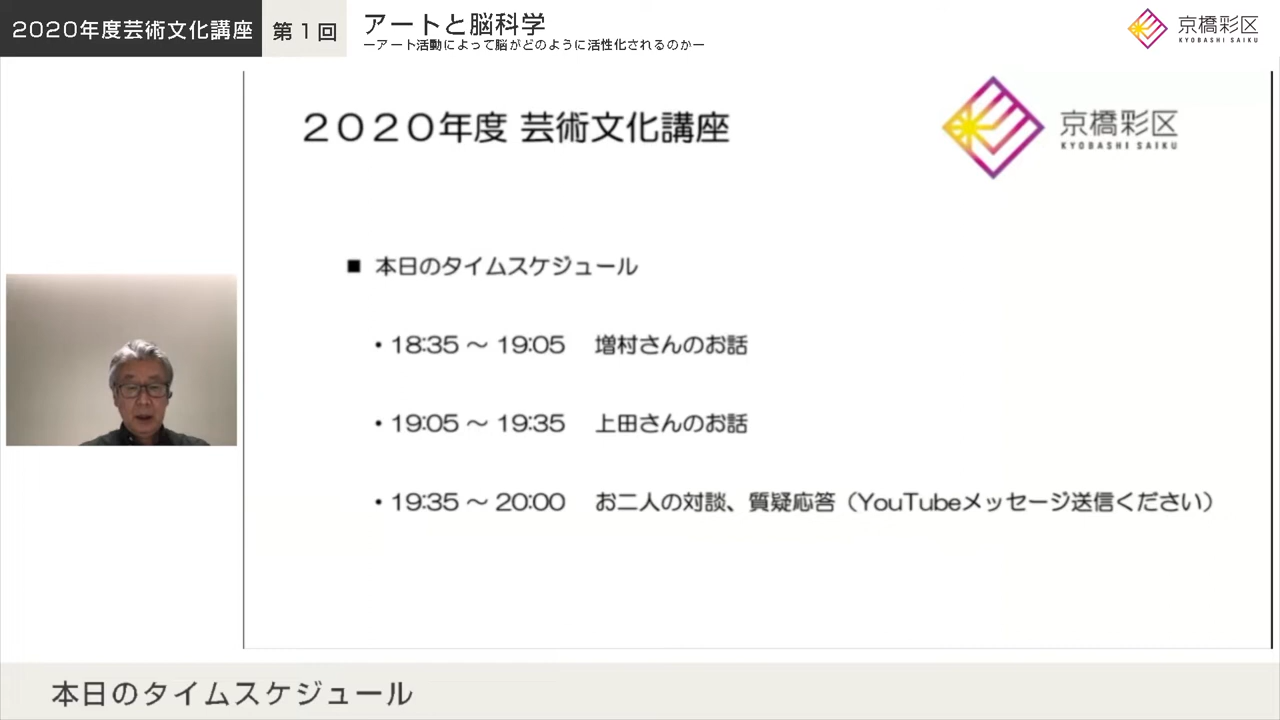 2020年度芸術文化講座
第1回
アートと脳科学
ーアート活動によって脳がどのように活性化されるのかー
京橋彩区
KYOBASHI SAIKU
2020年度 芸術文化講座
京橋彩区
KYOBASHI SAIKU
■ 本日のタイムスケジュール
・18:35 ～ 19:05 増村さんのお話
・19:05 ～ 19:35 上田さんのお話
・19:35 ～ 20:00 お二人の対談、質疑応答（YouTubeメッセージ送信ください）
本日のタイムスケジュール